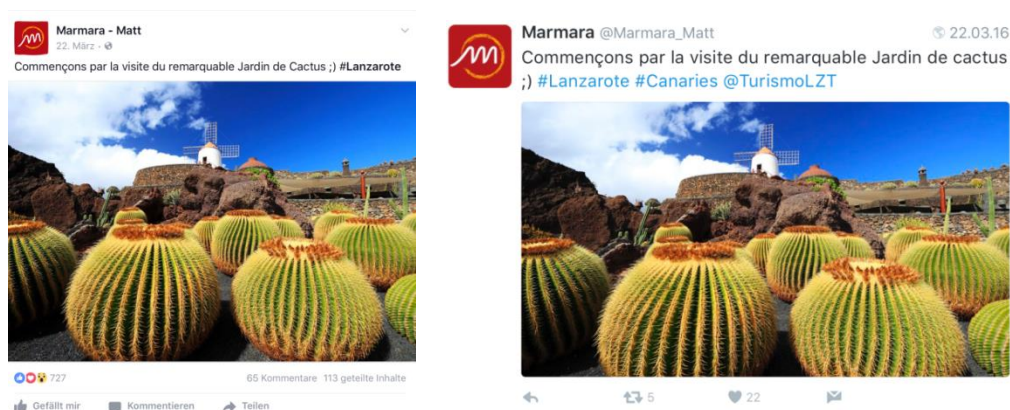 Marmara - Matt
22. März ·
Commençons par la visite du remarquable Jardin de Cactus ;) #Lanzarote
727
65 Kommentare 113 geteilte Inhalte
Gefällt mir Kommentieren Teilen
Marmara @Marmara_Matt 22.03.16
Commençons par la visite du remarquable Jardin de cactus
;) #Lanzarote #Canaries @TurismoLZT
5 22